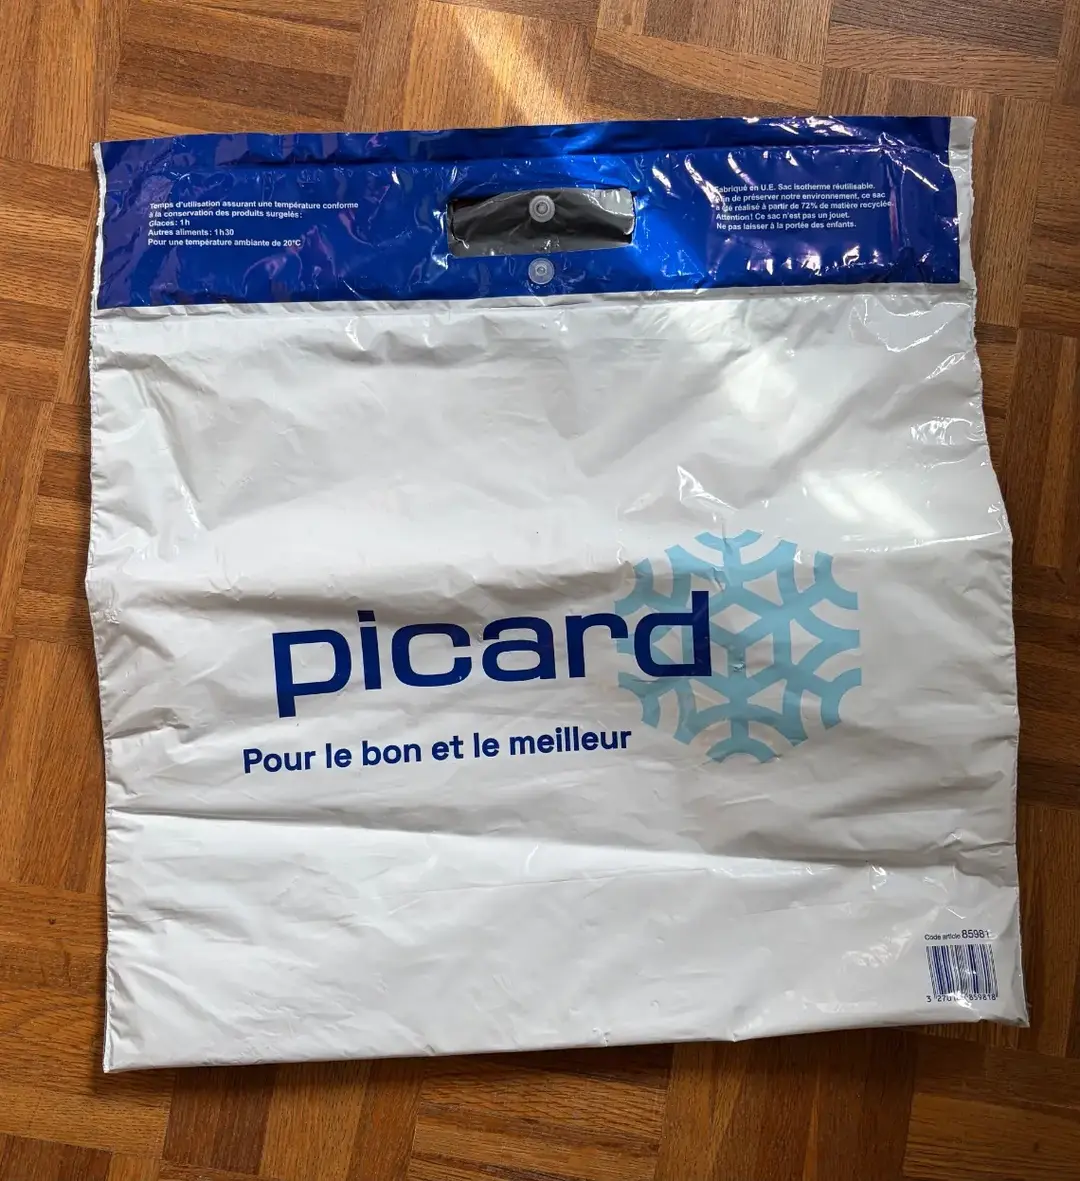 Temps d'utilisation assurant une température conforme
à la conservation des produits surgelés :
Glaces : 1h
Autres aliments : 1h30
Pour une température ambiante de 20°C
Fabriqué en U.E. Sac isotherme réutilisable.
Afin de préserver notre environnement, ce sac
a été réalisé à partir de 72% de matière recyclée.
Attention ! Ce sac n'est pas un jouet.
Ne pas laisser à la portée des enfants.
picard
Pour le bon et le meilleur
Code article 85981